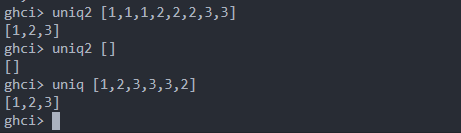 ghci> uniq2 [1,1,1,2,2,2,3,3]
[1,2,3]
ghci> uniq2 []
[]
ghci> uniq [1,2,3,3,3,2]
[1,2,3]
ghci>